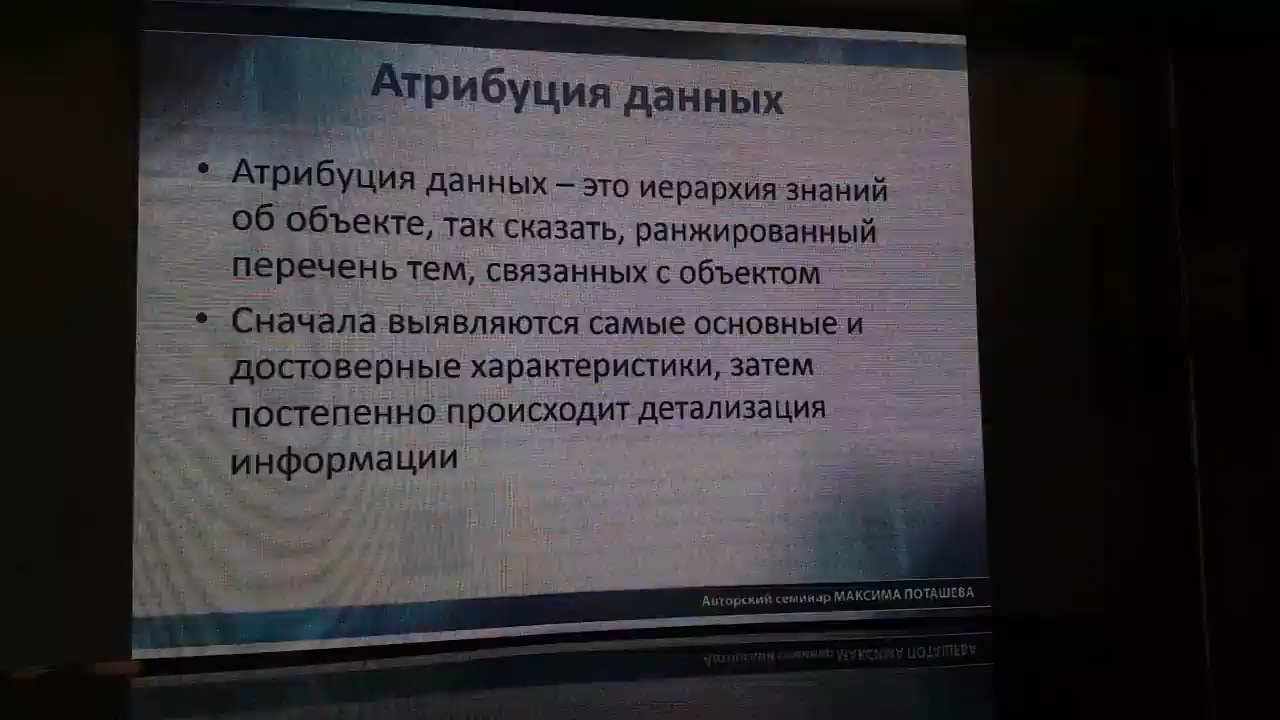 Атрибуция данных
• Атрибуция данных – это иерархия знаний
об объекте, так сказать, ранжированный
перечень тем, связанных с объектом
• Сначала выявляются самые основные и
достоверные характеристики, затем
постепенно происходит детализация
информации
Авторский семинар МАКСИМА ПОТАШЕВА